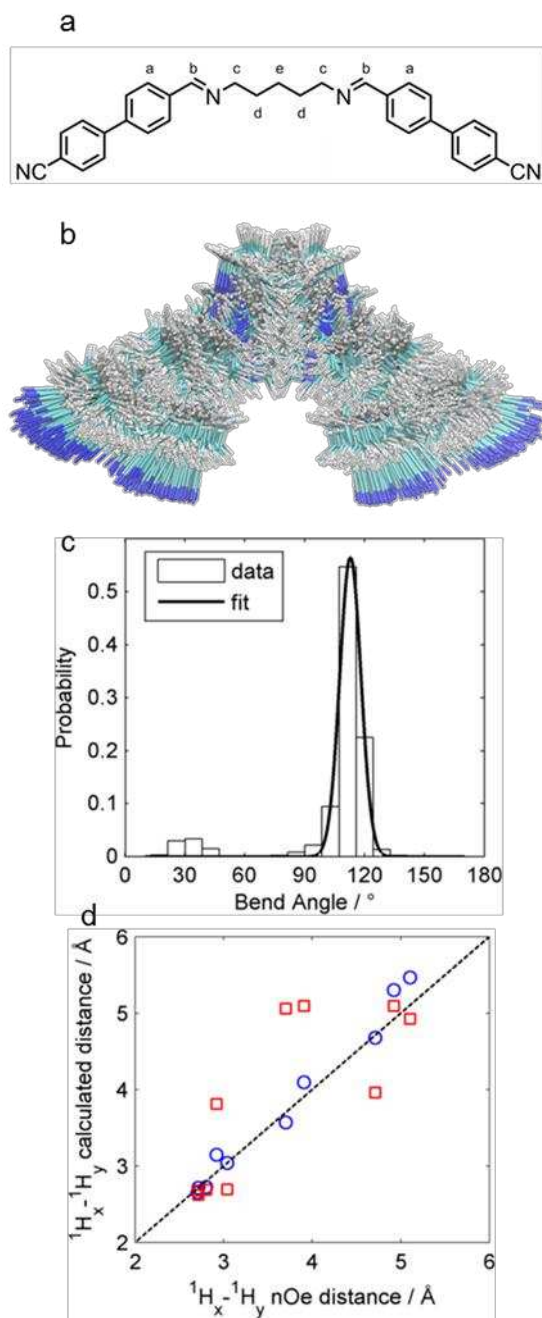 a
a b c e c b a
N N
d d
NC CN
b
c
data
fit
0.5
0.4
0.3
0.2
0.1
0
Probability
0 30 60 90 120 150 180
Bend Angle / °
d
6
5
4
3
2
¹Hₓ-¹Hᵧ calculated distance / Å
2 3 4 5 6
¹Hₓ-¹Hᵧ nOe distance / Å